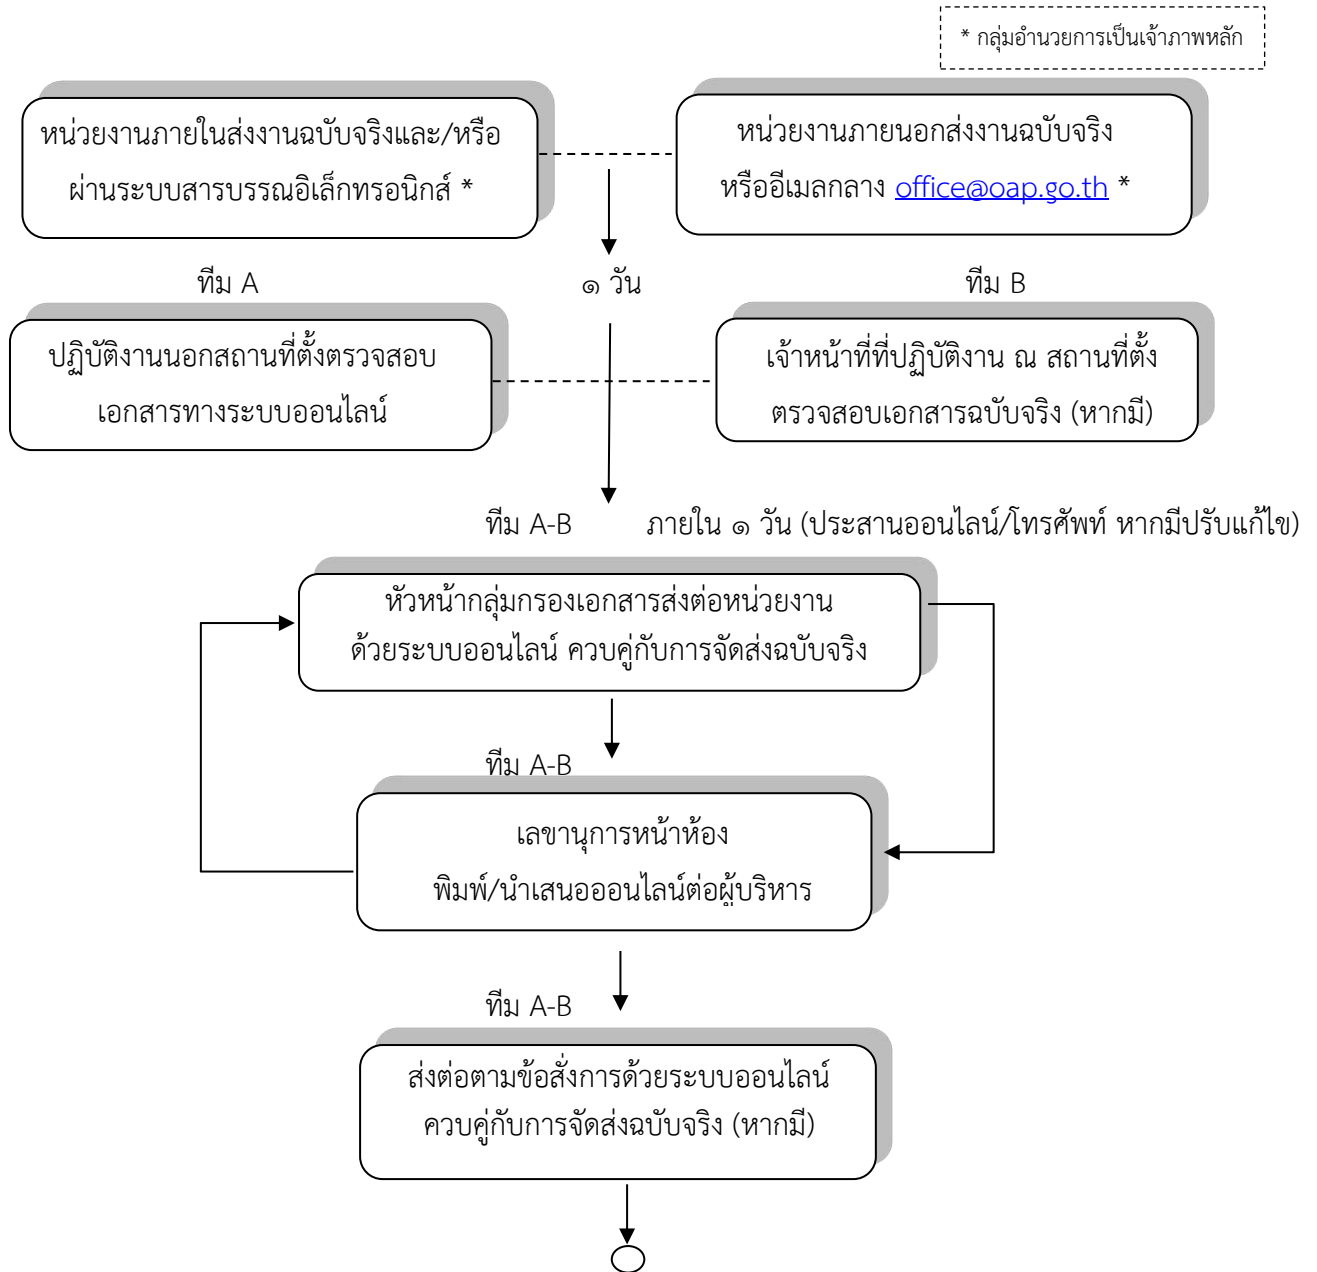 * กลุ่มอำนวยการเป็นเจ้าภาพหลัก
หน่วยงานภายในส่งงานฉบับจริงและ/หรือ
ผ่านระบบสารบรรณอิเล็กทรอนิกส์ *
หน่วยงานภายนอกส่งงานฉบับจริง
หรืออีเมลกลาง office@oap.go.th *
ทีม A
๑ วัน
ทีม B
ปฏิบัติงานนอกสถานที่ตั้งตรวจสอบ
เอกสารทางระบบออนไลน์
เจ้าหน้าที่ที่ปฏิบัติงาน ณ สถานที่ตั้ง
ตรวจสอบเอกสารฉบับจริง (หากมี)
ทีม A-B
ภายใน ๑ วัน (ประสานออนไลน์/โทรศัพท์ หากมีปรับแก้ไข)
หัวหน้ากลุ่มกรองเอกสารส่งต่อหน่วยงาน
ด้วยระบบออนไลน์ ควบคู่กับการจัดส่งฉบับจริง
ทีม A-B
เลขานุการหน้าห้อง
พิมพ์/นำเสนอออนไลน์ต่อผู้บริหาร
ทีม A-B
ส่งต่อตามข้อสั่งการด้วยระบบออนไลน์
ควบคู่กับการจัดส่งฉบับจริง (หากมี)